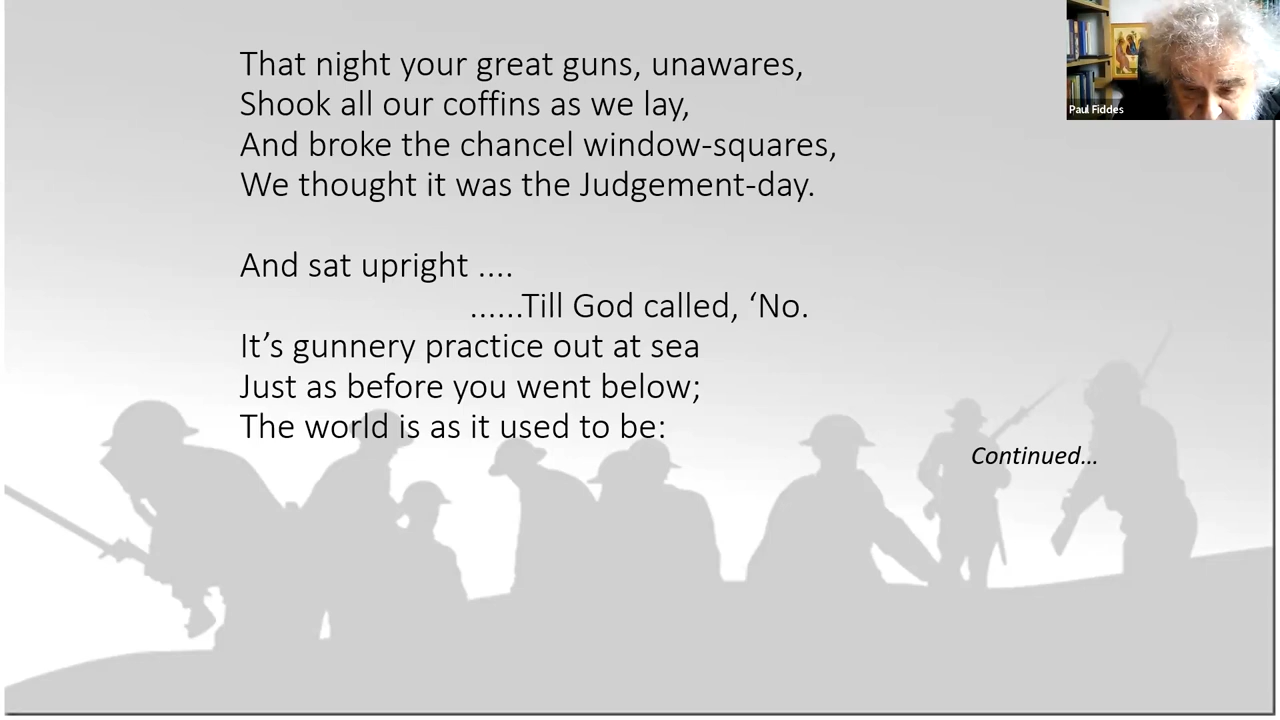 That night your great guns, unawares,
Shook all our coffins as we lay,
And broke the chancel window-squares,
We thought it was the Judgement-day.
And sat upright ....
......Till God called, ‘No.
It’s gunnery practice out at sea
Just as before you went below;
The world is as it used to be:
Continued...
Paul Fiddes